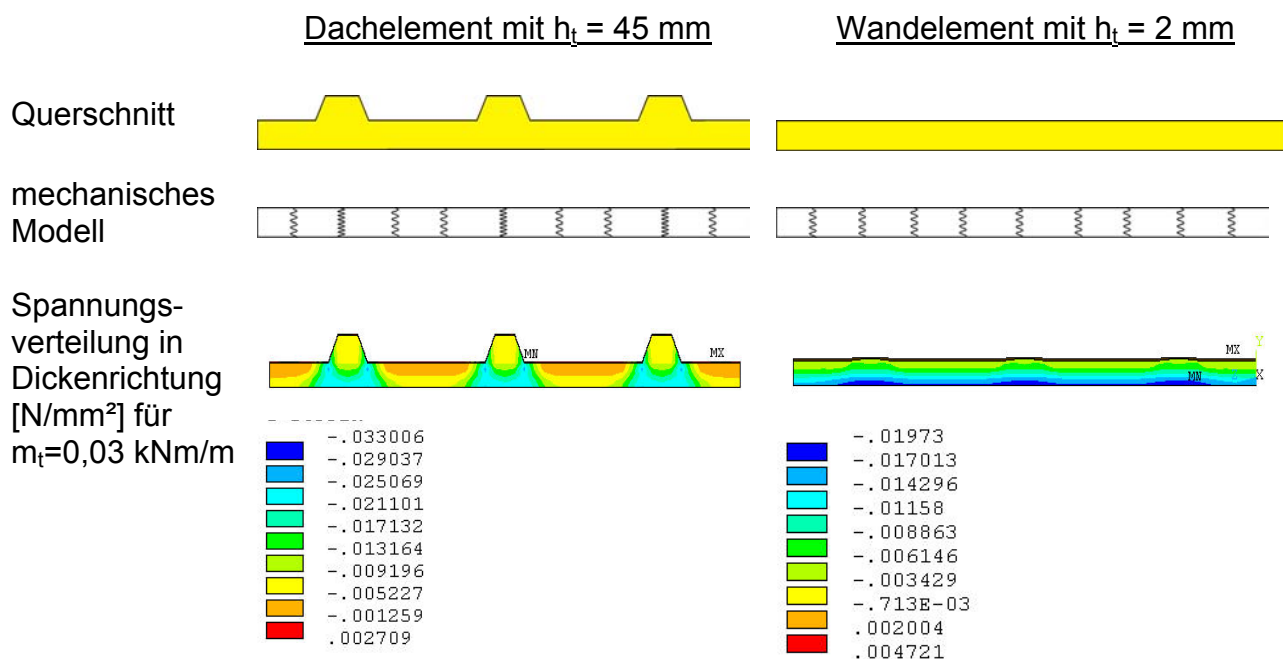 Dachelement mit hₜ = 45 mm
Wandelement mit hₜ = 2 mm
Querschnitt
mechanisches
Modell
Spannungs-
verteilung in
Dickenrichtung
[N/mm²] für
mₜ=0,03 kNm/m
MN
MX
MX
Y
MN
Z
X
-.033006
-.029037
-.025069
-.021101
-.017132
-.013164
-.009196
-.005227
-.001259
.002709
-.01973
-.017013
-.014296
-.01158
-.008863
-.006146
-.003429
-.713E-03
.002004
.004721